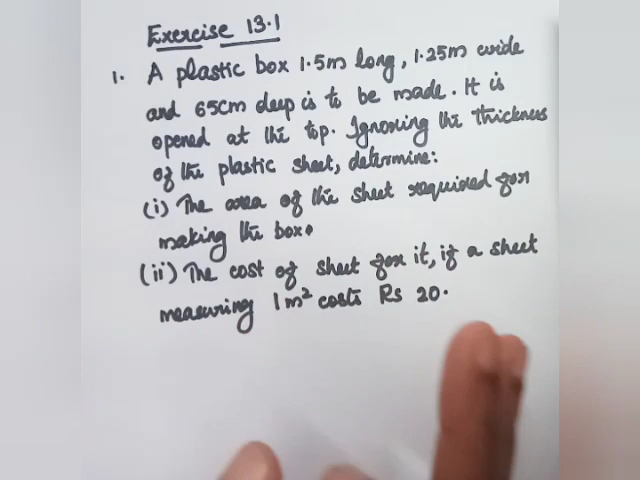 Exercise 13.1
1. A plastic box 1.5m long, 1.25m wide
and 65cm deep is to be made. It is
opened at the top. Ignoring the thickness
of the plastic sheet, determine:
(i) The area of the sheet required for
making the box.
(ii) The cost of sheet for it, if a sheet
measuring 1 m² costs Rs 20.